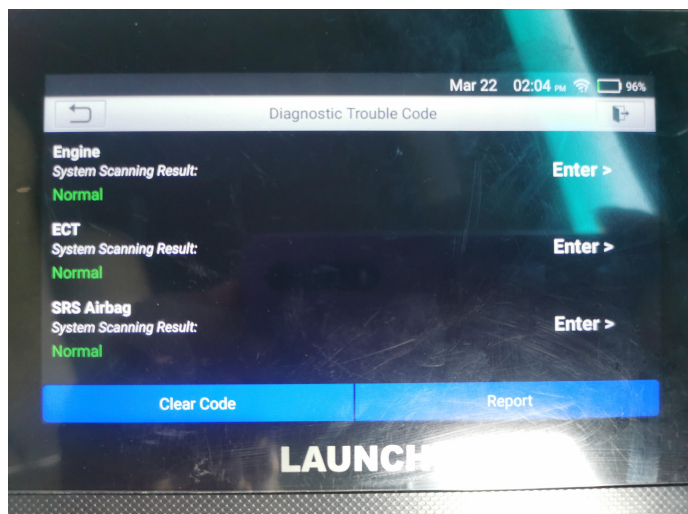 Mar 22 02:04 PM 96%
Diagnostic Trouble Code
Engine
System Scanning Result:
Enter >
Normal
ECT
System Scanning Result:
Enter >
Normal
SRS Airbag
System Scanning Result:
Enter >
Normal
Clear Code Report
LAUNCH